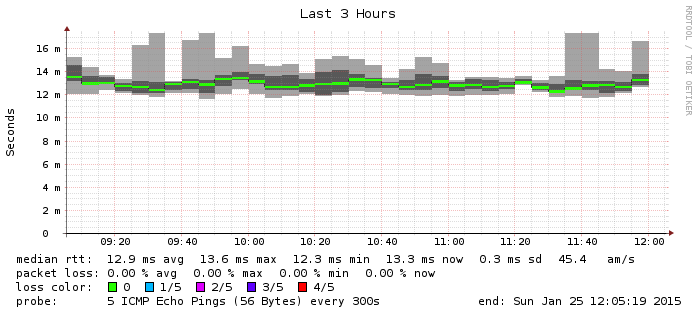 Last 3 Hours
RRDTOOL / TOBI OETIKER
Seconds
16 m
14 m
12 m
10 m
8 m
6 m
4 m
2 m
0
09:20 09:40 10:00 10:20 10:40 11:00 11:20 11:40 12:00
median rtt: 12.9 ms avg 13.6 ms max 12.3 ms min 13.3 ms now 0.3 ms sd 45.4 am/s
packet loss: 0.00 % avg 0.00 % max 0.00 % min 0.00 % now
loss color: 0 1/5 2/5 3/5 4/5
probe: 5 ICMP Echo Pings (56 Bytes) every 300s end: Sun Jan 25 12:05:19 2015